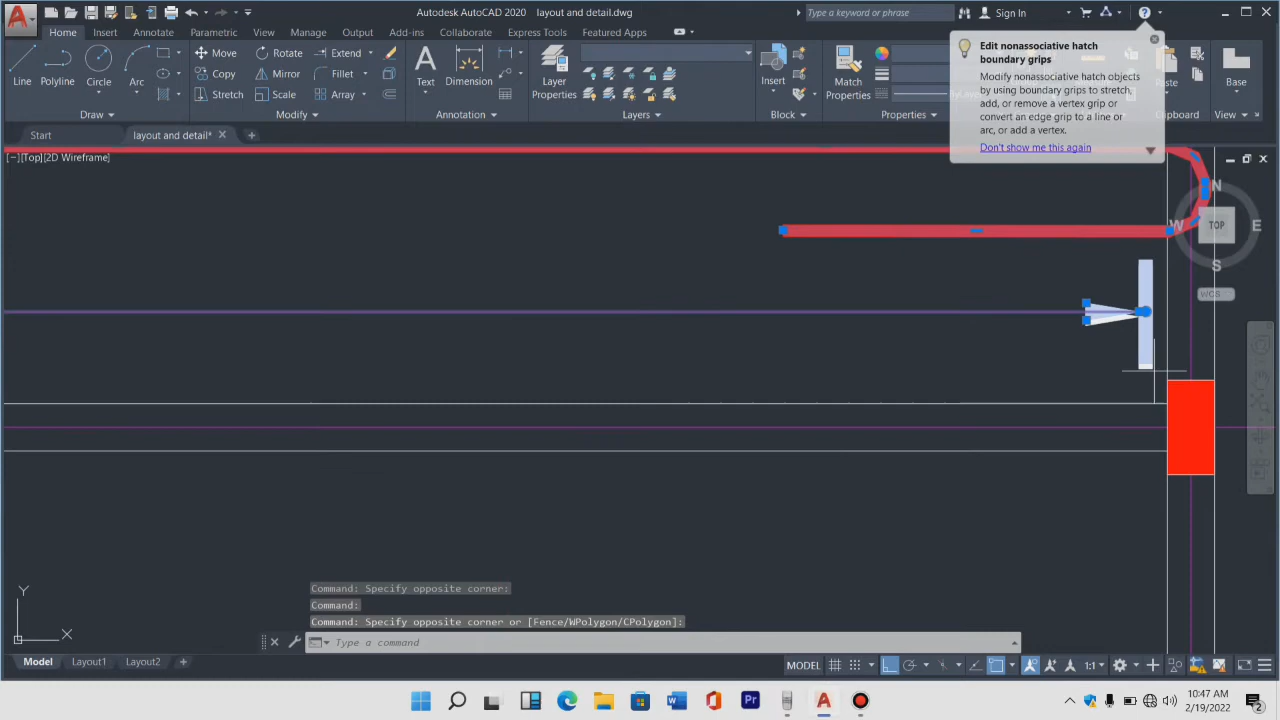 Autodesk AutoCAD 2020 layout and detail.dwg
Type a keyword or phrase
Sign In
Home Insert Annotate Parametric View Manage Output Add-ins Collaborate Express Tools Featured Apps
Line
Polyline
Circle
Arc
Move
Rotate
Extend
Copy
Mirror
Fillet
Stretch
Scale
Array
Text
Dimension
Layer
Properties
Insert
Match
Properties
Paste
Base
Draw
Modify
Annotation
Layers
Block
Properties
Clipboard
View
Edit nonassociative hatch
boundary grips
Modify nonassociative hatch objects
by using boundary grips to stretch,
add, or remove a vertex grip or
convert an edge grip to a line or
arc, or add a vertex.
Don't show me this again
Start
layout and detail*
[−][Top][2D Wireframe]
N
W
TOP
E
S
WCS
Y
X
Command: Specify opposite corner:
Command:
Command: Specify opposite corner or [Fence/WPolygon/CPolygon]:
Type a command
Model Layout1 Layout2
MODEL
1:1
10:47 AM
2/19/2022